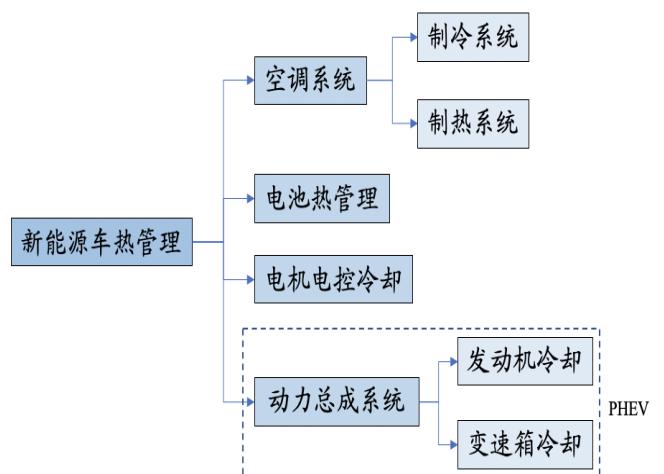 制冷系统
空调系统
制热系统
电池热管理
新能源车热管理
电机电控冷却
发动机冷却
动力总成系统
PHEV
变速箱冷却